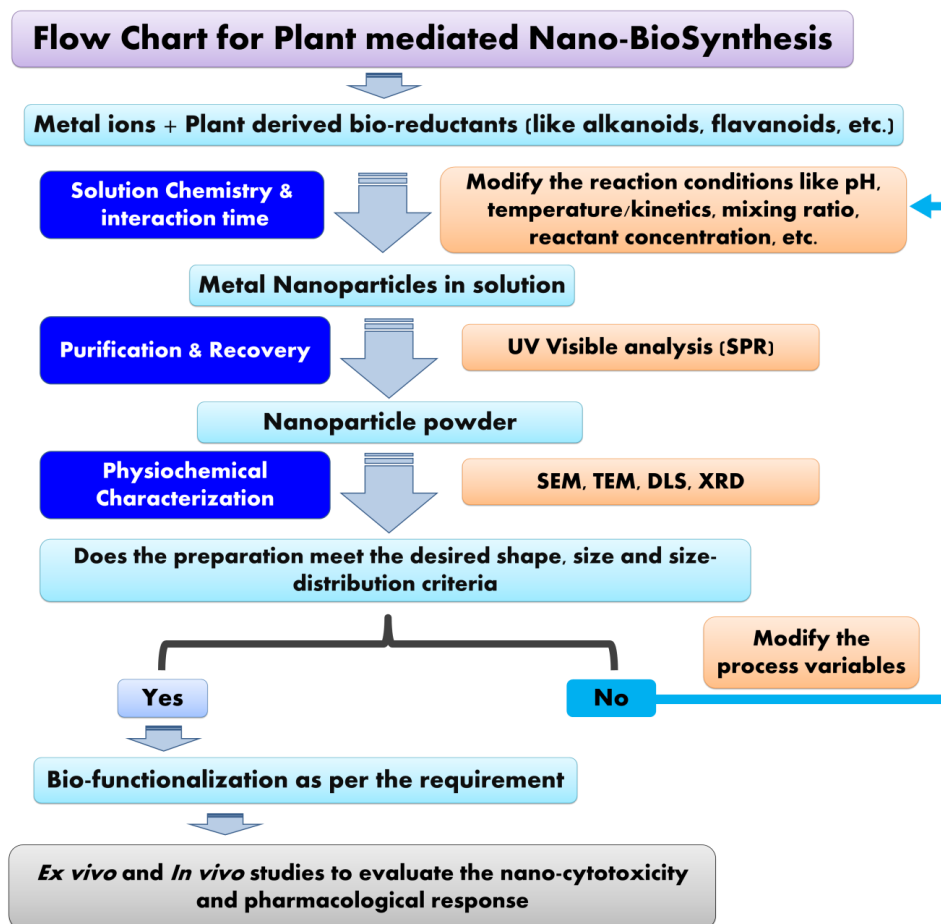 Flow Chart for Plant mediated Nano-BioSynthesis
Metal ions + Plant derived bio-reductants (like alkanoids, flavanoids, etc.)
Solution Chemistry &
interaction time
Modify the reaction conditions like pH,
temperature/kinetics, mixing ratio,
reactant concentration, etc.
Metal Nanoparticles in solution
Purification & Recovery
UV Visible analysis (SPR)
Nanoparticle powder
Physiochemical
Characterization
SEM, TEM, DLS, XRD
Does the preparation meet the desired shape, size and size-
distribution criteria
Modify the
process variables
Yes
No
Bio-functionalization as per the requirement
Ex vivo and In vivo studies to evaluate the nano-cytotoxicity
and pharmacological response